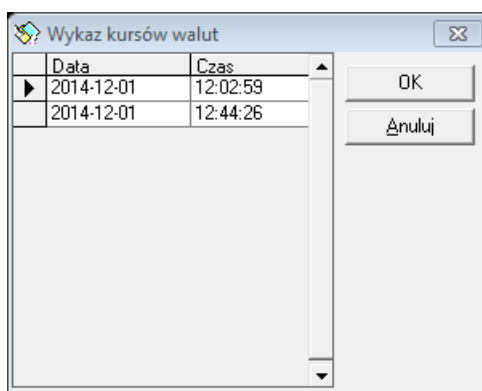 Wykaz kursów walut
Data Czas
2014-12-01 12:02:59
2014-12-01 12:44:26
OK
Anuluj